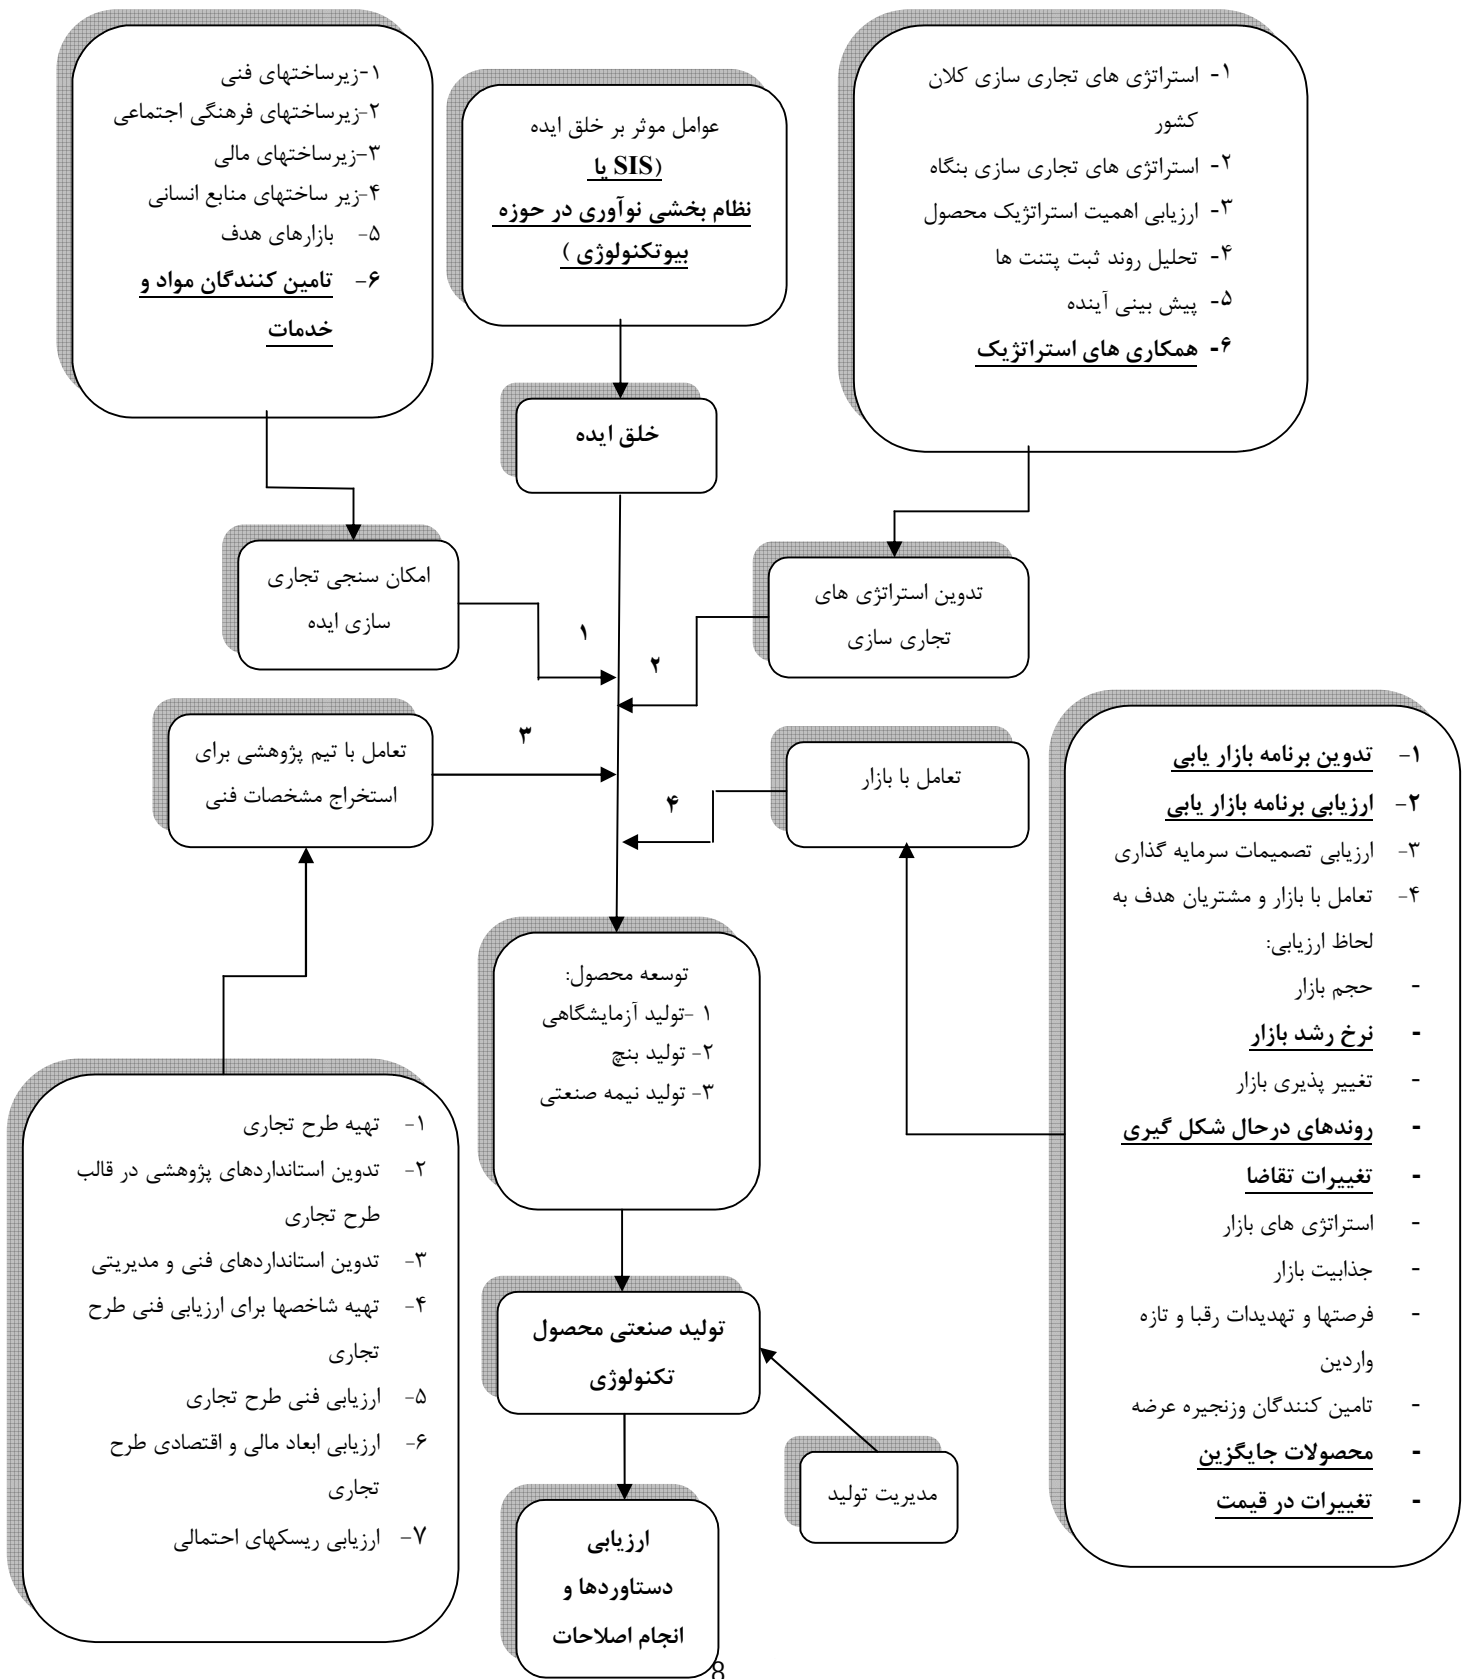 ۱-زیرساختهای فنی
۲-زیرساختهای فرهنگی اجتماعی
۳-زیرساختهای مالی
۴-زیر ساختهای منابع انسانی
۵- بازارهای هدف
۶- تامین کنندگان مواد و
خدمات
عوامل موثر بر خلق ایده
(SIS یا
نظام بخشی نوآوری در حوزه
بیوتکنولوژی )
۱- استراتژی های تجاری سازی کلان
کشور
۲- استراتژی های تجاری سازی بنگاه
۳- ارزیابی اهمیت استراتژیک محصول
۴- تحلیل روند ثبت پتنت ها
۵- پیش بینی آینده
۶- همکاری های استراتژیک
خلق ایده
امکان سنجی تجاری
سازی ایده
تدوین استراتژی های
تجاری سازی
۱
۲
تعامل با تیم پژوهشی برای
استخراج مشخصات فنی
۳
تعامل با بازار
۴
۱- تدوین برنامه بازار یابی
۲- ارزیابی برنامه بازار یابی
۳- ارزیابی تصمیمات سرمایه گذاری
۴- تعامل با بازار و مشتریان هدف به
لحاظ ارزیابی:
- حجم بازار
- نرخ رشد بازار
- تغییر پذیری بازار
- روندهای درحال شکل گیری
- تغییرات تقاضا
- استراتژی های بازار
- جذابیت بازار
- فرصتها و تهدیدات رقبا و تازه
واردین
- تامین کنندگان وزنجیره عرضه
- محصولات جایگزین
- تغییرات در قیمت
توسعه محصول:
۱ -تولید آزمایشگاهی
۲- تولید بنچ
۳- تولید نیمه صنعتی
۱- تهیه طرح تجاری
۲- تدوین استانداردهای پژوهشی در قالب
طرح تجاری
۳- تدوین استانداردهای فنی و مدیریتی
۴- تهیه شاخصها برای ارزیابی فنی طرح
تجاری
۵- ارزیابی فنی طرح تجاری
۶- ارزیابی ابعاد مالی و اقتصادی طرح
تجاری
۷- ارزیابی ریسکهای احتمالی
تولید صنعتی محصول
تکنولوژی
مدیریت تولید
ارزیابی
دستاوردها و
انجام اصلاحات
8